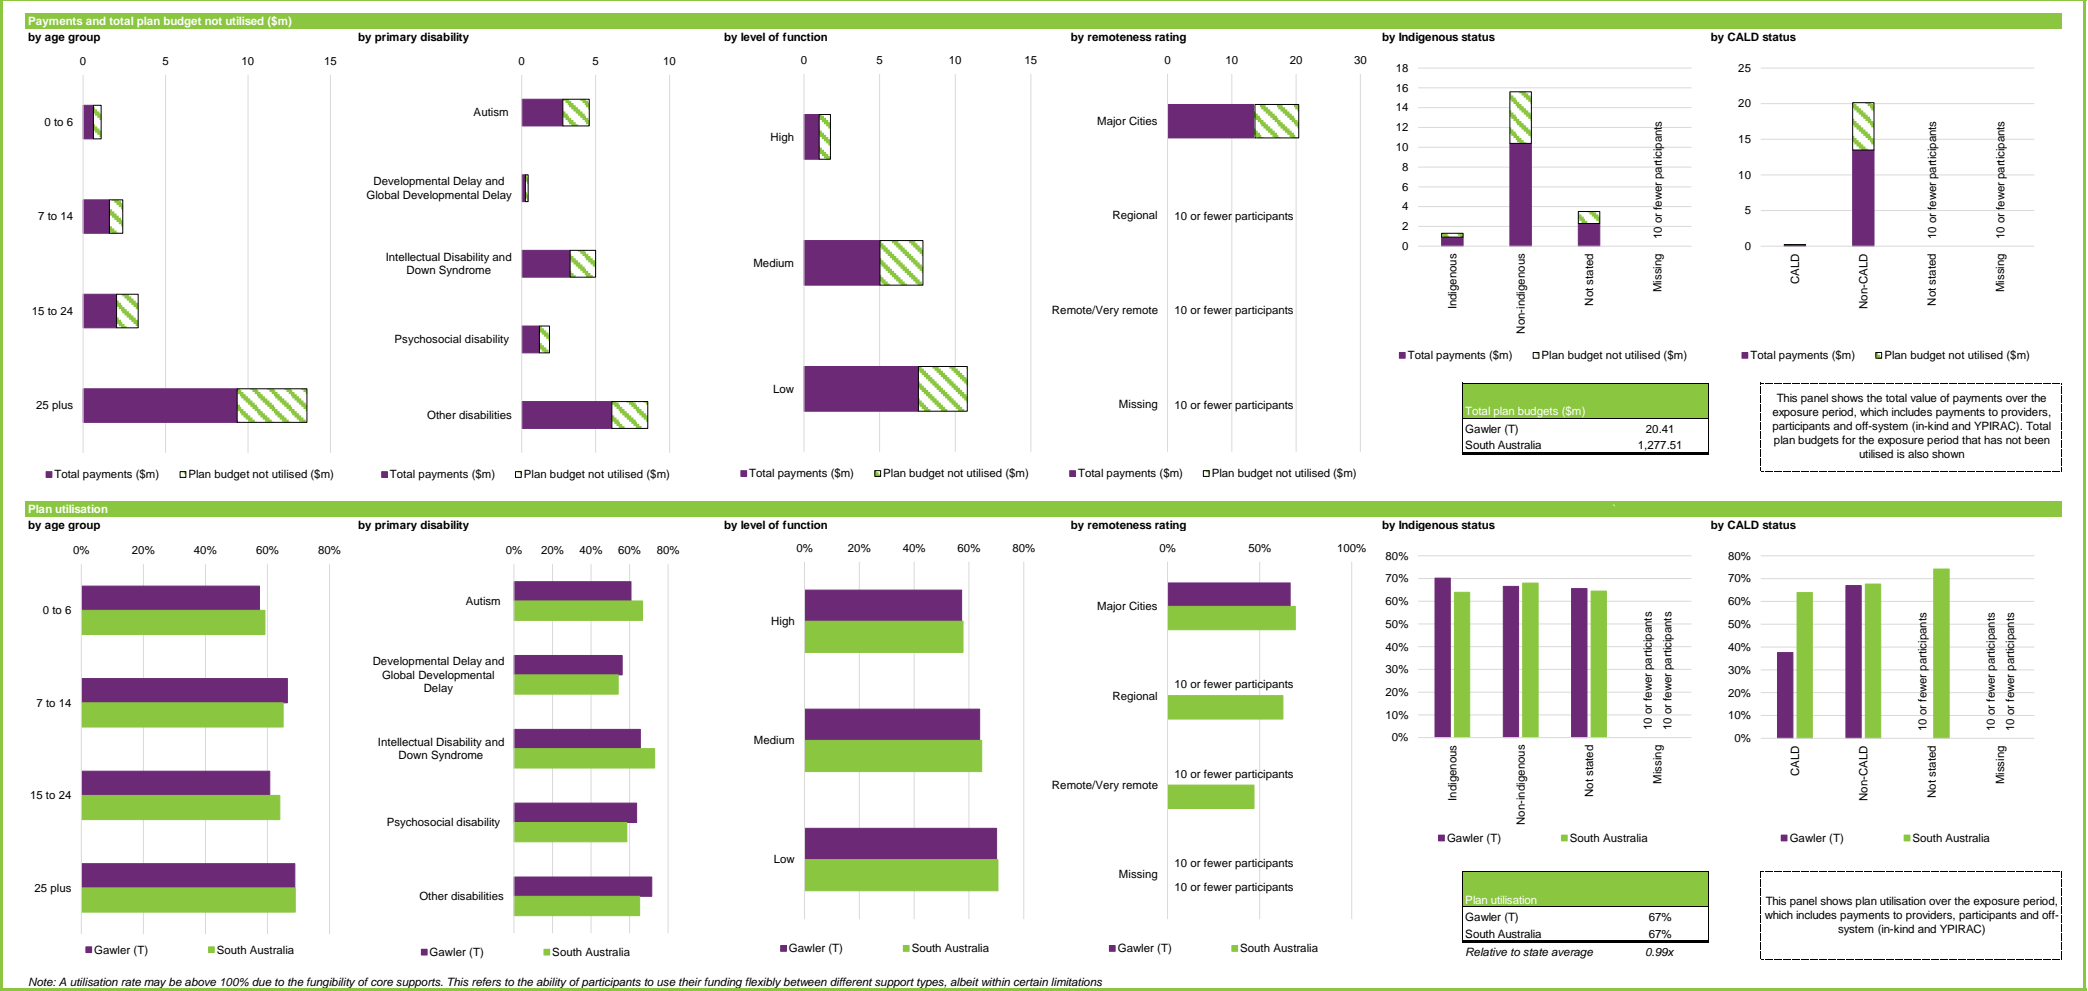 Payments and total plan budget not utilised ($m)
by age group
0 5 10 15
0 to 6
7 to 14
15 to 24
25 plus
Total payments ($m) Plan budget not utilised ($m)
by primary disability
0 5 10
Autism
Developmental Delay and
Global Developmental Delay
Intellectual Disability and
Down Syndrome
Psychosocial disability
Other disabilities
Total payments ($m) Plan budget not utilised ($m)
by level of function
0 5 10 15
High
Medium
Low
Total payments ($m) Plan budget not utilised ($m)
by remoteness rating
0 10 20 30
Major Cities
Regional 10 or fewer participants
Remote/Very remote 10 or fewer participants
Missing 10 or fewer participants
Total payments ($m) Plan budget not utilised ($m)
by Indigenous status
18
16
14
12
10
8
6
4
2
0
10 or fewer participants
Indigenous
Non-indigenous
Not stated
Missing
Total payments ($m) Plan budget not utilised ($m)
by CALD status
25
20
15
10
5
0
10 or fewer participants
10 or fewer participants
CALD
Non-CALD
Not stated
Missing
Total payments ($m) Plan budget not utilised ($m)
Total plan budgets ($m)
Gawler (T) 20.41
South Australia 1,277.51
This panel shows the total value of payments over the
exposure period, which includes payments to providers,
participants and off-system (in-kind and YPIRAC). Total
plan budgets for the exposure period that has not been
utilised is also shown
Plan utilisation
by age group
0% 20% 40% 60% 80%
0 to 6
7 to 14
15 to 24
25 plus
Gawler (T) South Australia
by primary disability
0% 20% 40% 60% 80%
Autism
Developmental Delay and
Global Developmental
Delay
Intellectual Disability and
Down Syndrome
Psychosocial disability
Other disabilities
Gawler (T) South Australia
by level of function
0% 20% 40% 60% 80%
High
Medium
Low
Gawler (T) South Australia
by remoteness rating
0% 50% 100%
Major Cities
Regional
10 or fewer participants
Remote/Very remote
10 or fewer participants
Missing
10 or fewer participants
10 or fewer participants
Gawler (T) South Australia
by Indigenous status
80%
70%
60%
50%
40%
30%
20%
10%
0%
10 or fewer participants
10 or fewer participants
Indigenous
Non-indigenous
Not stated
Missing
Gawler (T) South Australia
by CALD status
80%
70%
60%
50%
40%
30%
20%
10%
0%
10 or fewer participants
10 or fewer participants
10 or fewer participants
CALD
Non-CALD
Not stated
Missing
Gawler (T) South Australia
Plan utilisation
Gawler (T) 67%
South Australia 67%
Relative to state average 0.99x
This panel shows plan utilisation over the exposure period,
which includes payments to providers, participants and off-
system (in-kind and YPIRAC)
Note: A utilisation rate may be above 100% due to the fungibility of core supports. This refers to the ability of participants to use their funding flexibly between different support types, albeit within certain limitations